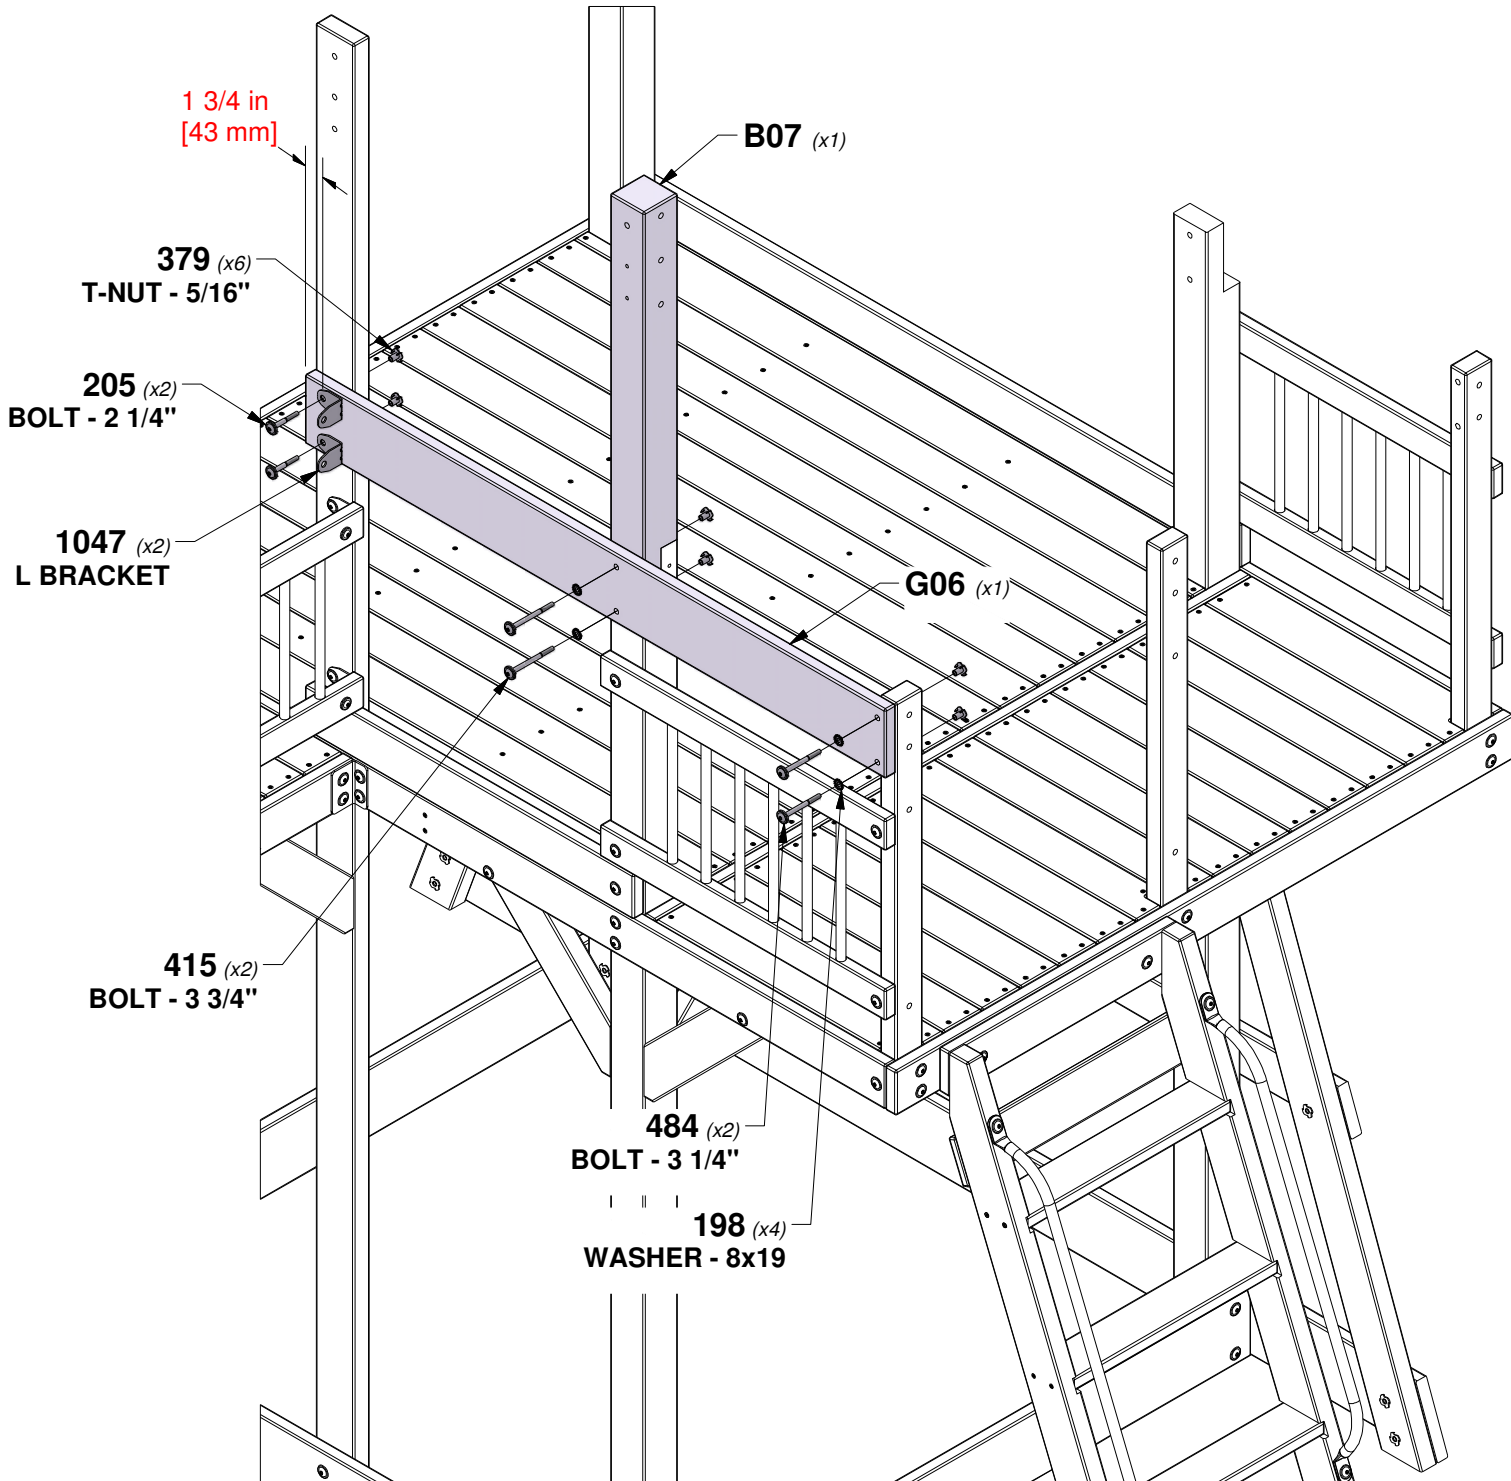 1 3/4 in
[43 mm]
B07 (x1)
379 (x6)
T-NUT - 5/16"
205 (x2)
BOLT - 2 1/4"
1047 (x2)
L BRACKET
G06 (x1)
415 (x2)
BOLT - 3 3/4"
484 (x2)
BOLT - 3 1/4"
198 (x4)
WASHER - 8x19